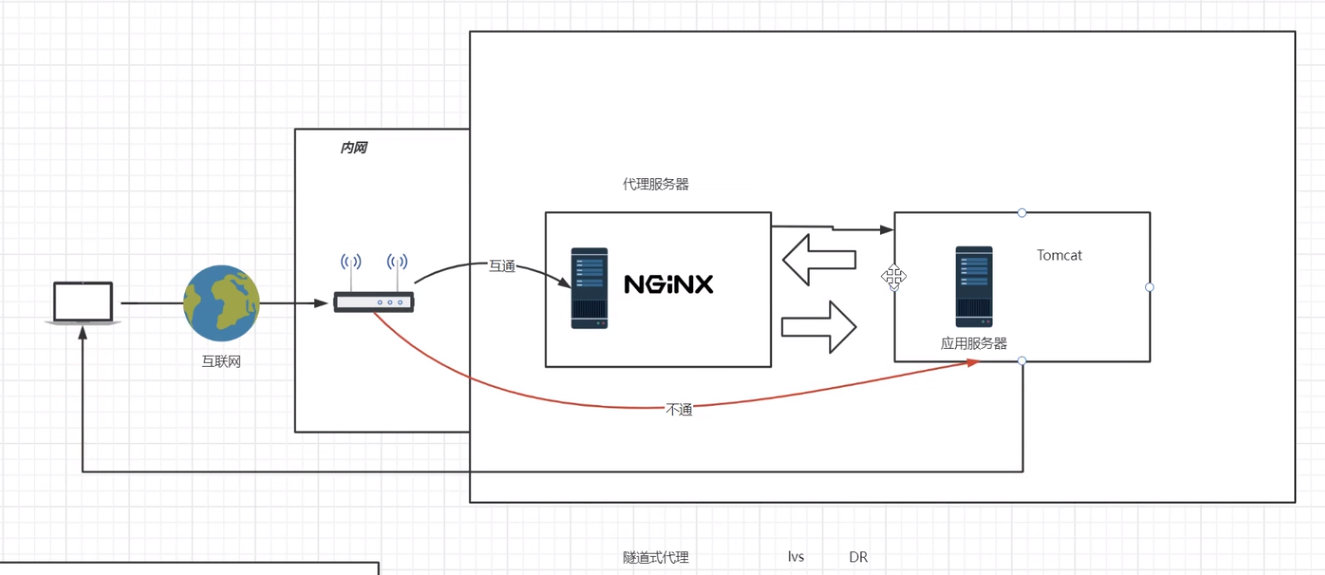 内网
代理服务器
互通
NGiNX
Tomcat
应用服务器
互联网
不通
隧道式代理 lvs DR